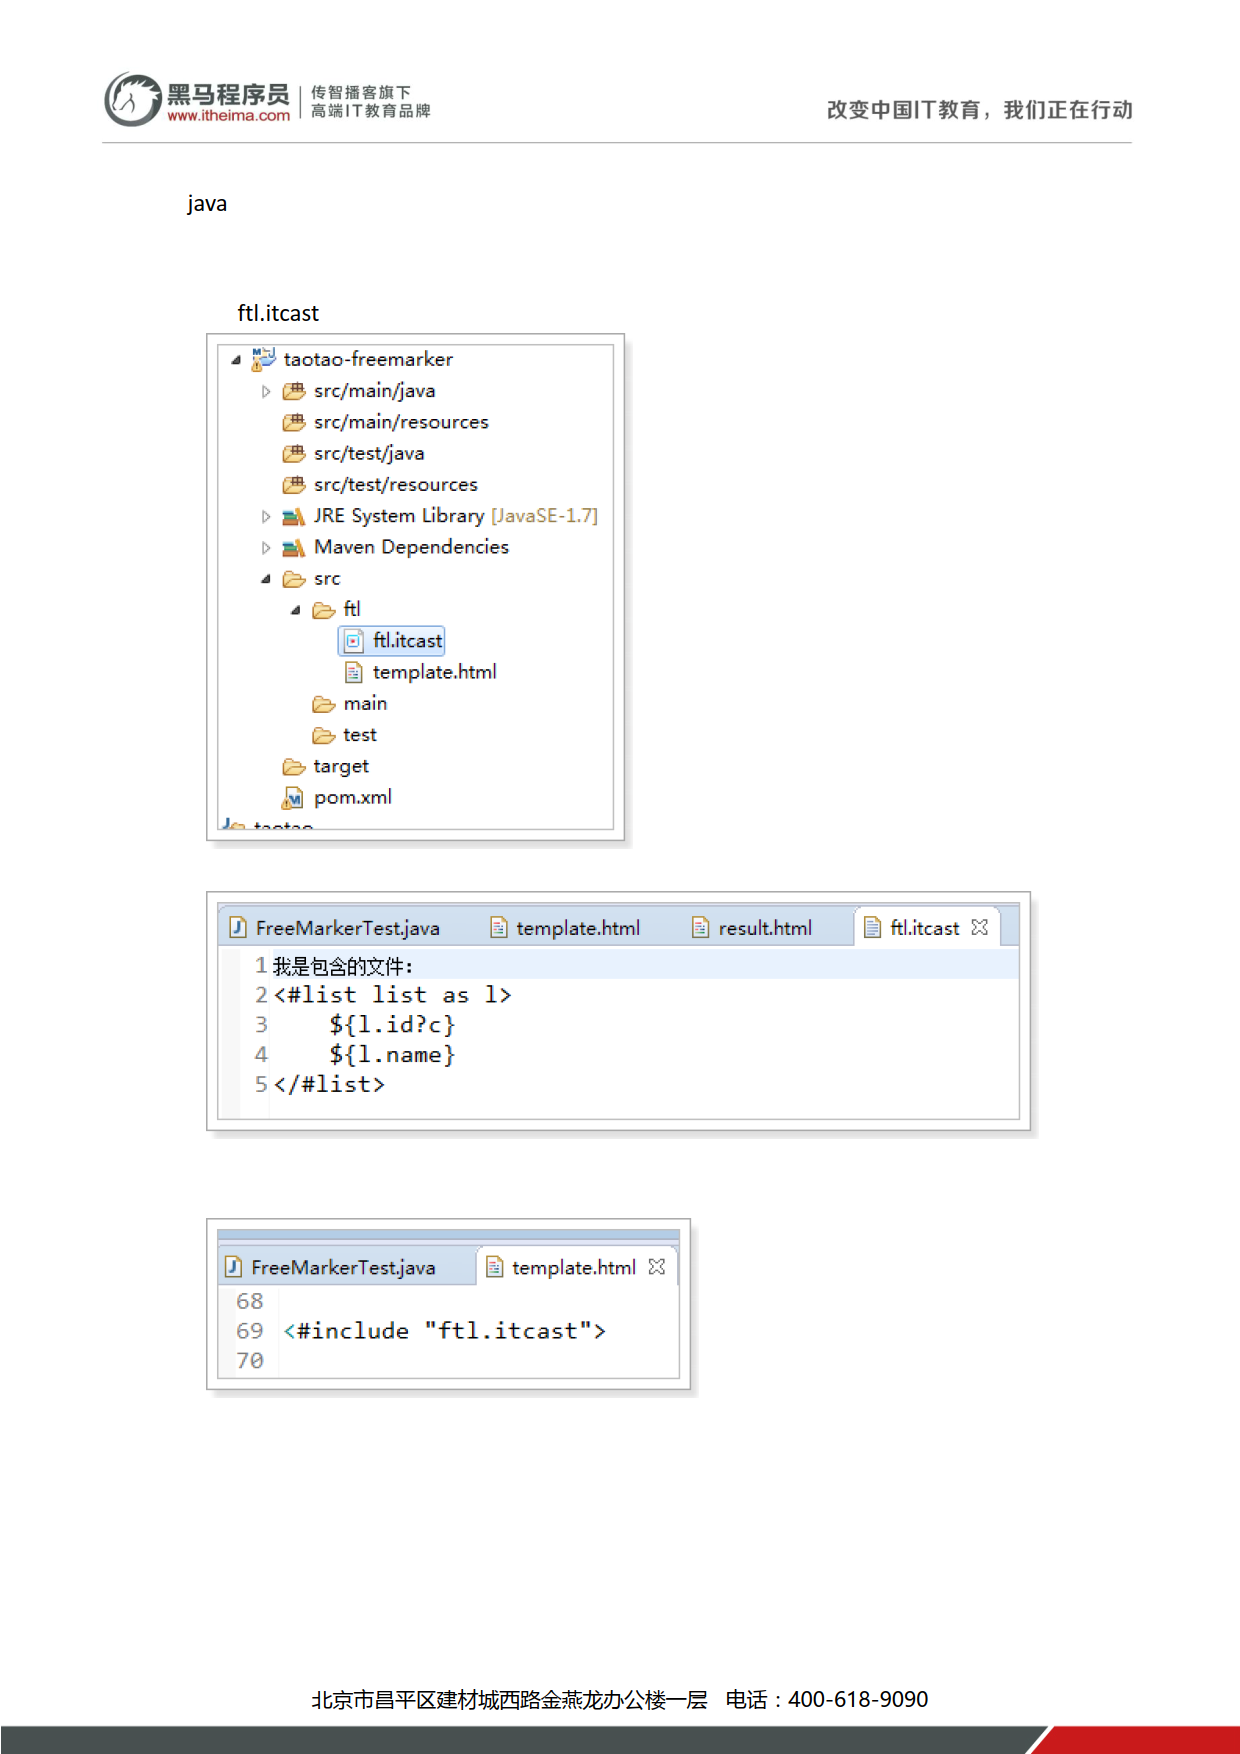 黑马程序员
www.itheima.com
传智播客旗下
高端IT教育品牌
改变中国IT教育，我们正在行动
java
ftl.itcast
taotao-freemarker
src/main/java
src/main/resources
src/test/java
src/test/resources
JRE System Library [JavaSE-1.7]
Maven Dependencies
src
ftl
ftl.itcast
template.html
main
test
target
pom.xml
taotao
FreeMarkerTest.java template.html result.html ftl.itcast
1 我是包含的文件：
2 <#list list as l>
3 ${l.id?c}
4 ${l.name}
5 </#list>
FreeMarkerTest.java template.html
68
69 <#include "ftl.itcast">
70
北京市昌平区建材城西路金燕龙办公楼一层 电话：400-618-9090